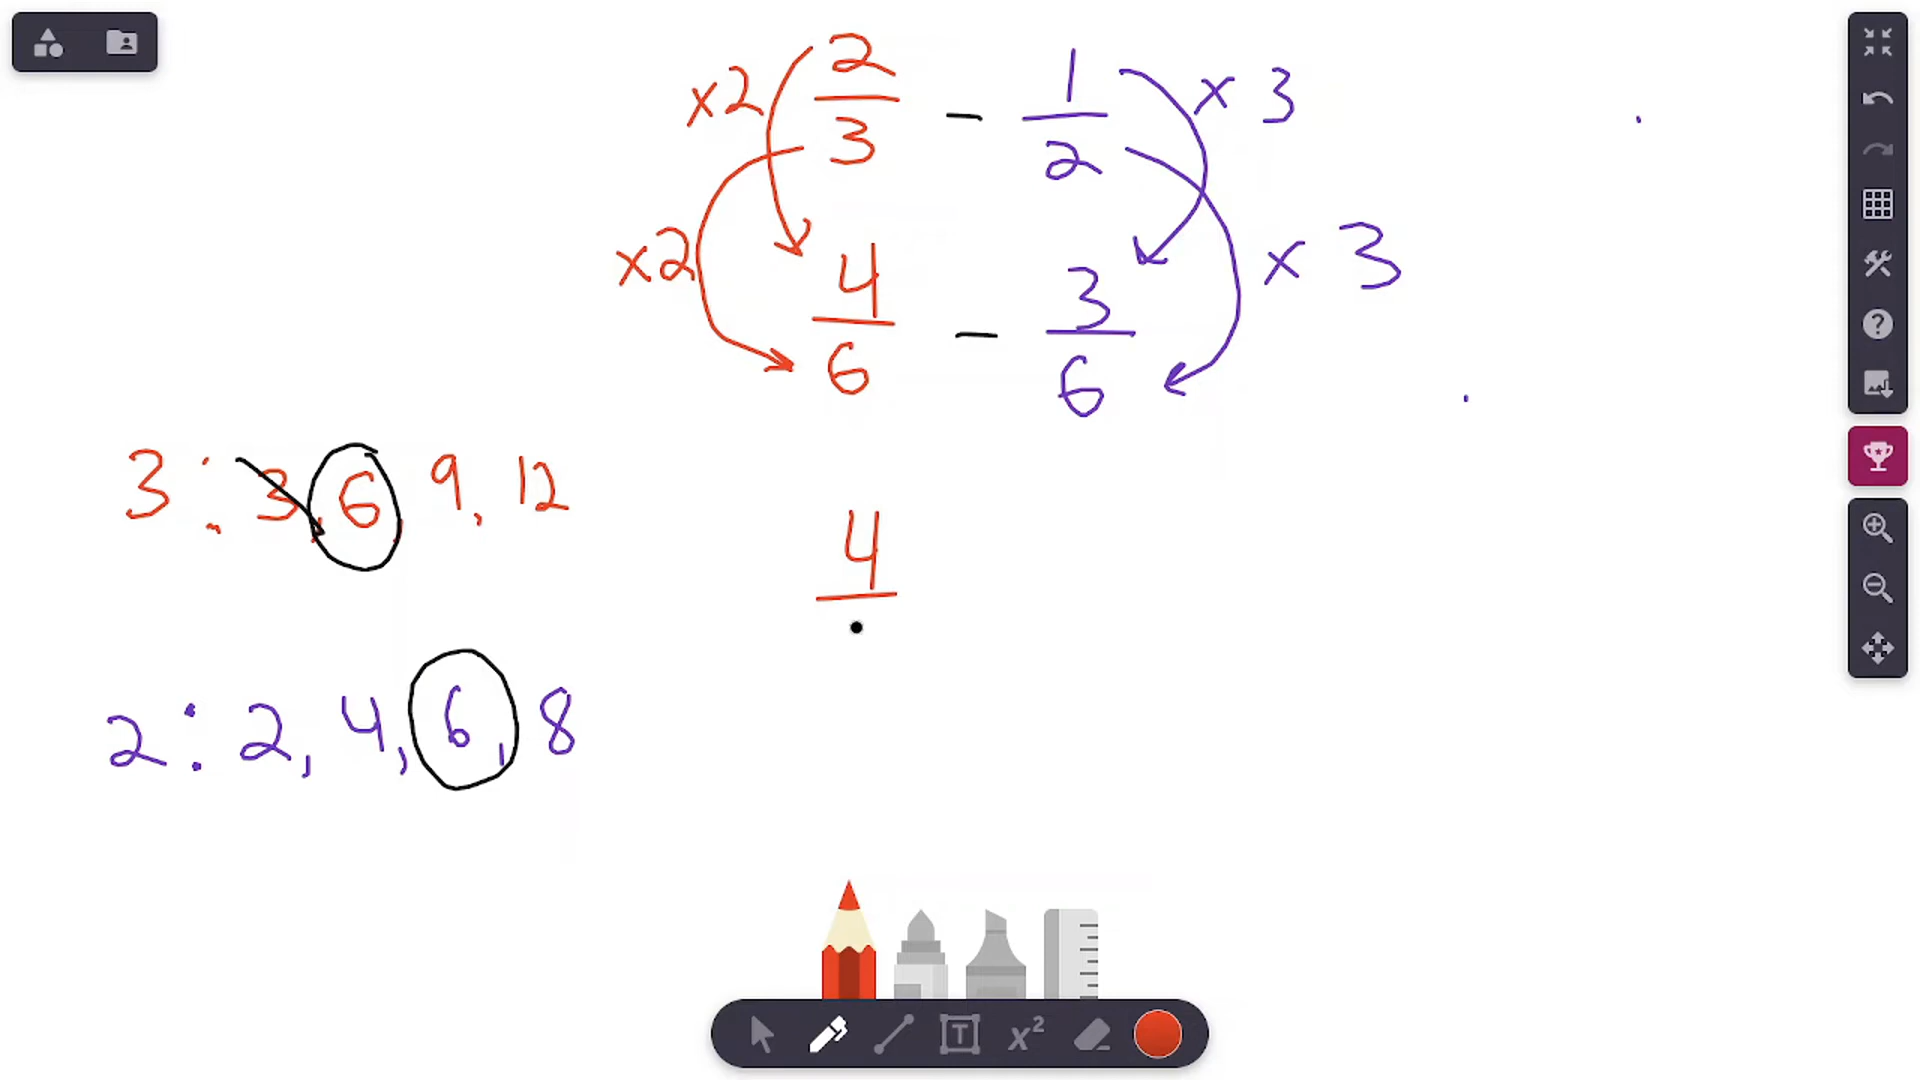 x2 2/3 - 1/2 x 3
x2 4/6 - 3/6 x 3
3 : 3, 6, 9, 12
4
2 : 2, 4, 6, 8
T x²